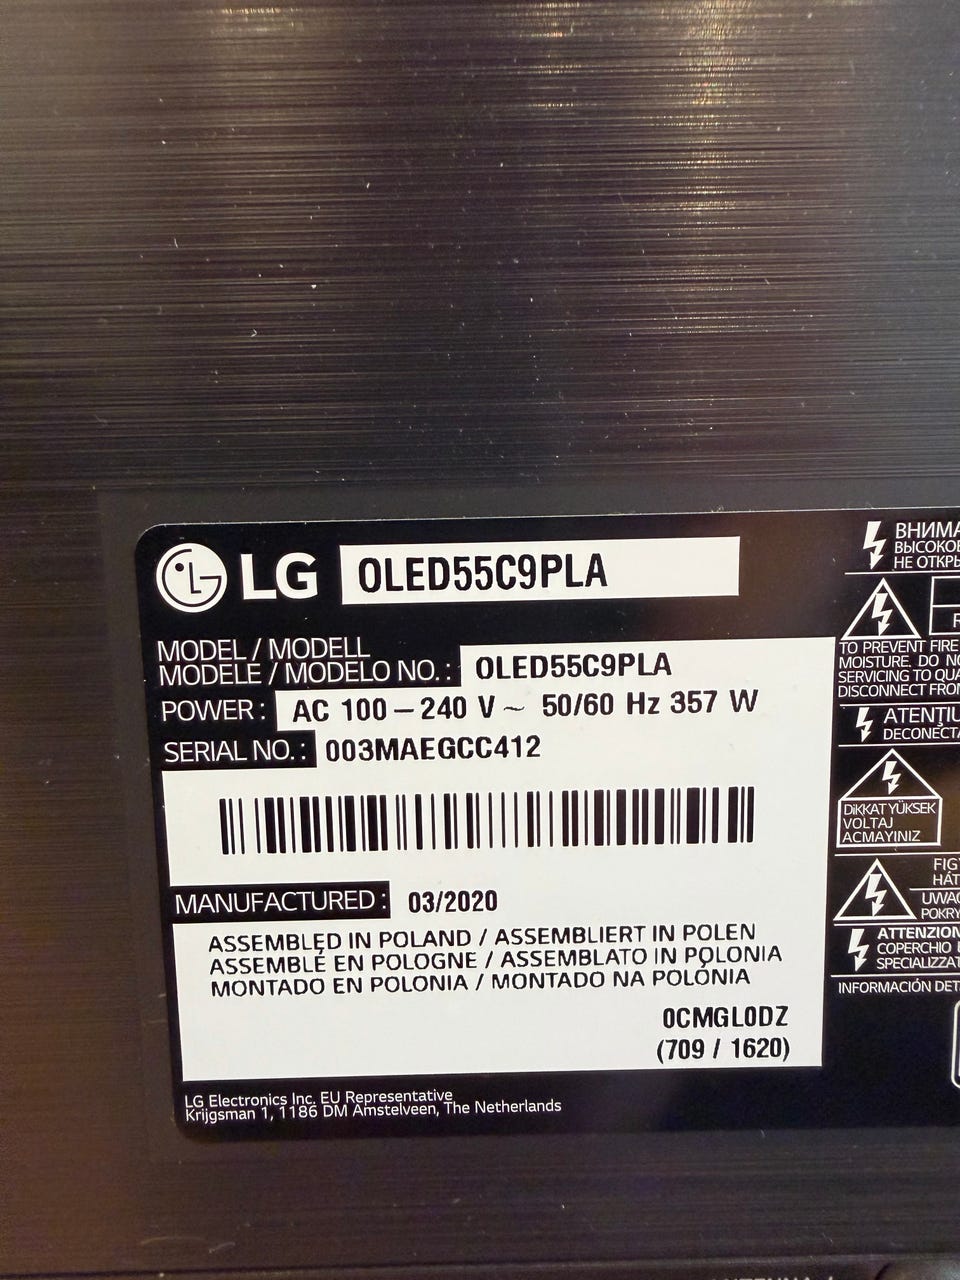 LG OLED55C9PLA
MODEL / MODELL
MODELE / MODELO NO. : OLED55C9PLA
POWER : AC 100 – 240 V ~ 50/60 Hz 357 W
SERIAL NO. : 003MAEGCC412
MANUFACTURED : 03/2020
ASSEMBLED IN POLAND / ASSEMBLIERT IN POLEN
ASSEMBLÉ EN POLOGNE / ASSEMBLATO IN POLONIA
MONTADO EN POLONIA / MONTADO NA POLÓNIA
0CMGL0DZ
(709 / 1620)
LG Electronics Inc. EU Representative
Krijgsman 1, 1186 DM Amstelveen, The Netherlands
ВНИМА
ВЫСОКОЕ
НЕ ОТКРЫ
R
TO PREVENT FIRE
MOISTURE. DO NO
SERVICING TO QUA
DISCONNECT FROM
ATENŢIU
DECONECTA
DİKKAT YÜKSEK
VOLTAJ
AÇMAYINIZ
FIGY
HÁT
UWAG
POKRY
ATTENZION
COPERCHIO U
SPECIALIZZAT
INFORMACIÓN DET